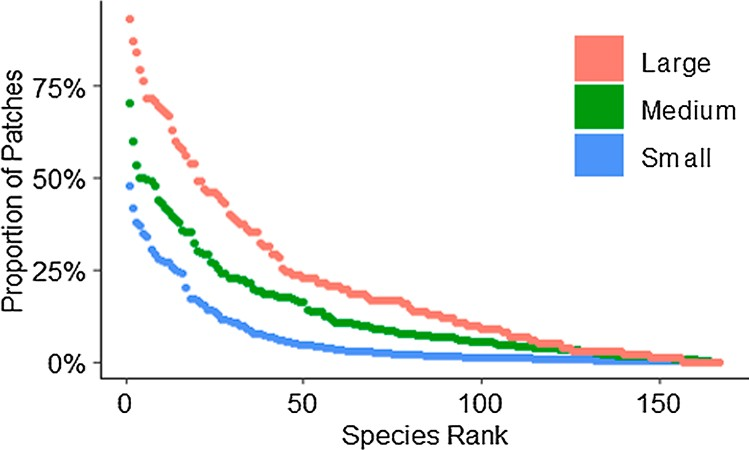 Proportion of Patches
75%
50%
25%
0%
0
50
100
150
Species Rank
Large
Medium
Small